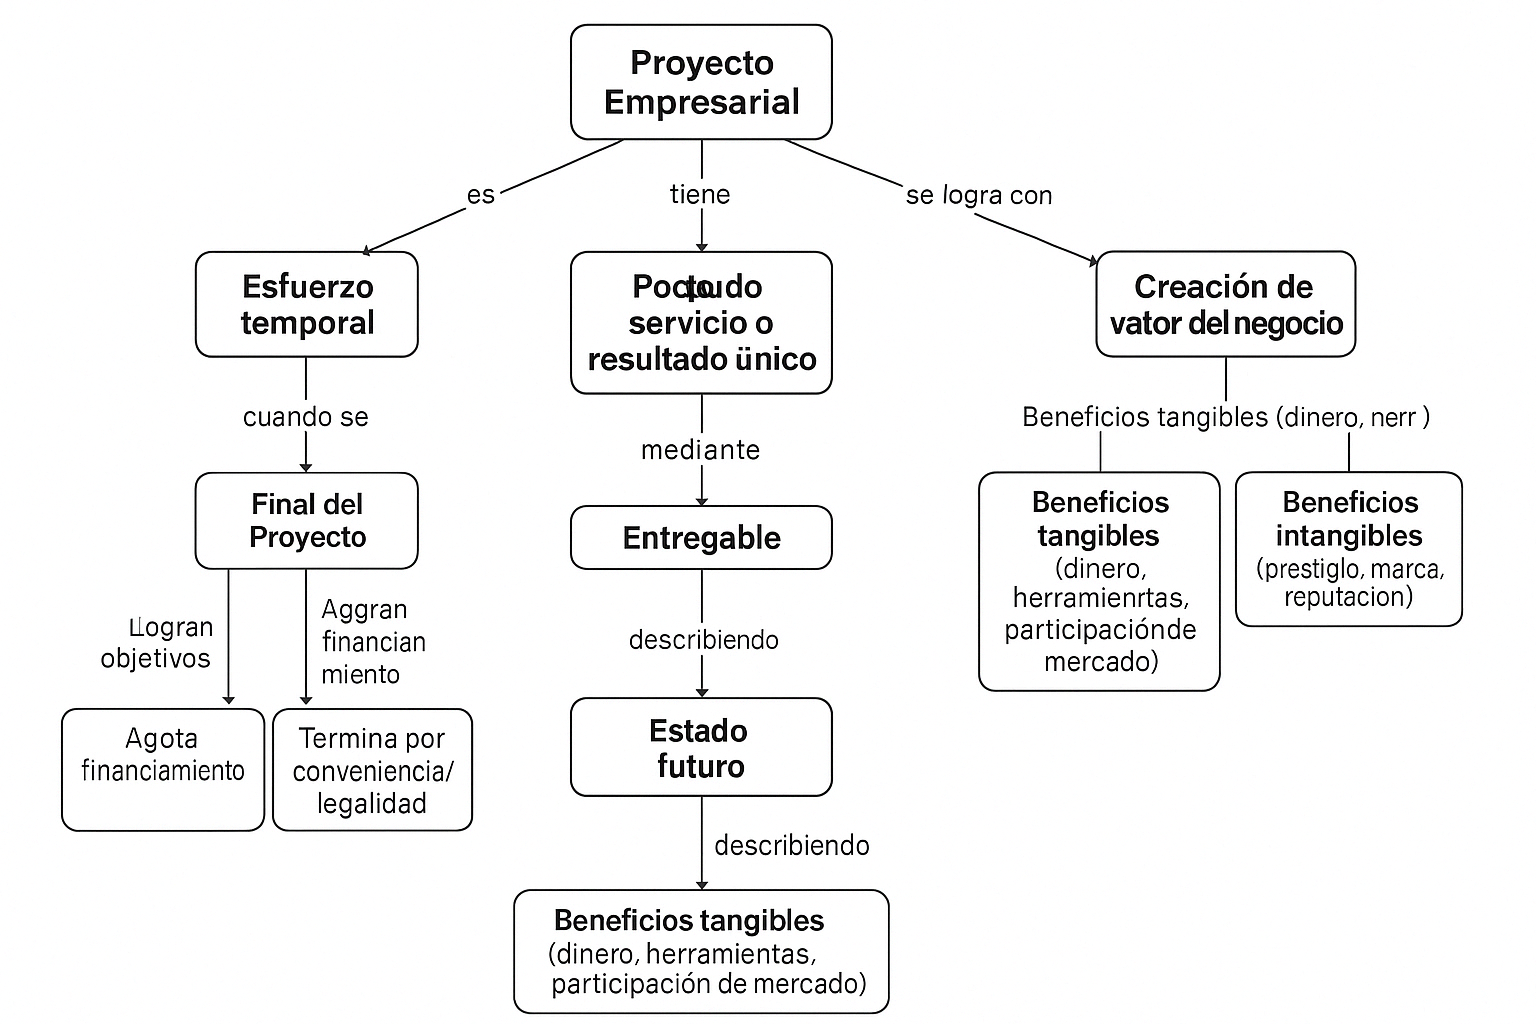 Proyecto
Empresarial
es
tiene
se logra con
Esfuerzo
temporal
servicio o
resultado ünico
Creación de
vator del negocio
cuando se
mediante
Beneficios tangibles (dinero, nerr )
Final del
Proyecto
Entregable
Beneficios
tangibles
(dinero,
herramienrtas,
participaciónde
mercado)
Beneficios
intangibles
(prestiglo, marca,
reputacion)
Llogran
objetivos
Aggran
financian
miento
describiendo
Agota
financiamiento
Termina por
conveniencia/
legalidad
Estado
futuro
describiendo
Beneficios tangibles
(dinero, herramientas,
participación de mercado)